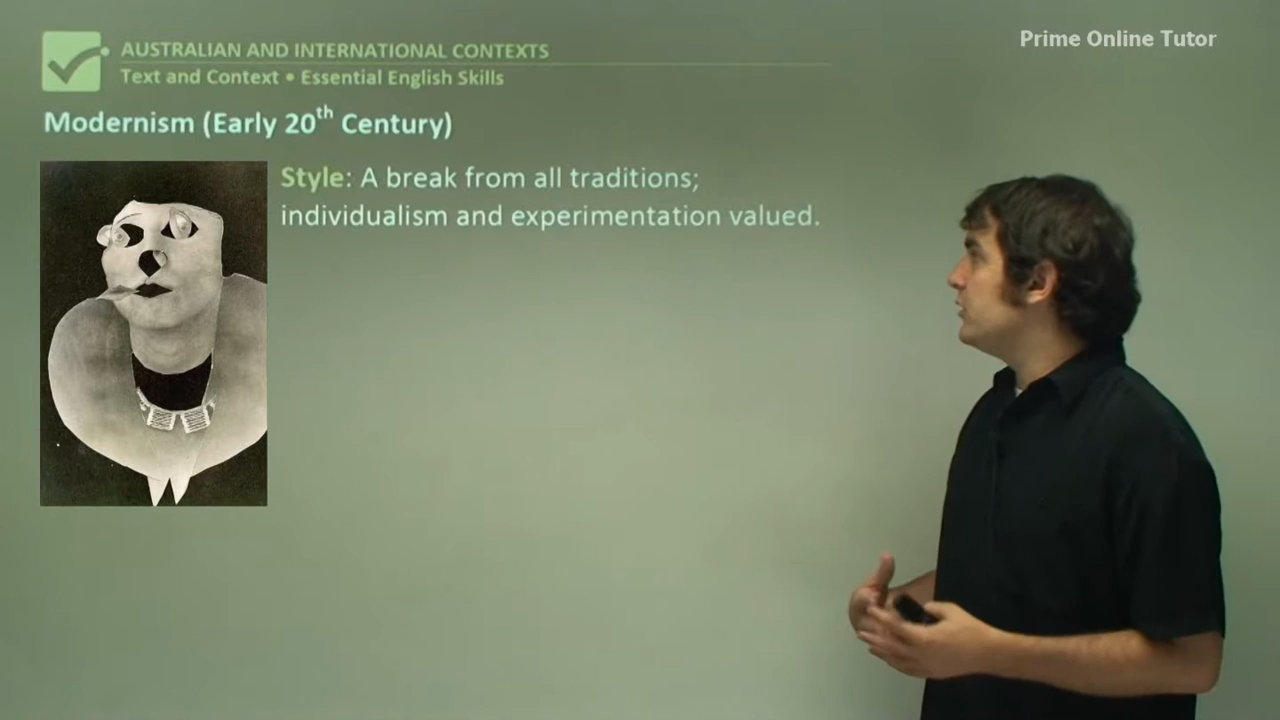 Prime Online Tutor
AUSTRALIAN AND INTERNATIONAL CONTEXTS
Text and Context • Essential English Skills
Modernism (Early 20th Century)
Style: A break from all traditions;
individualism and experimentation valued.